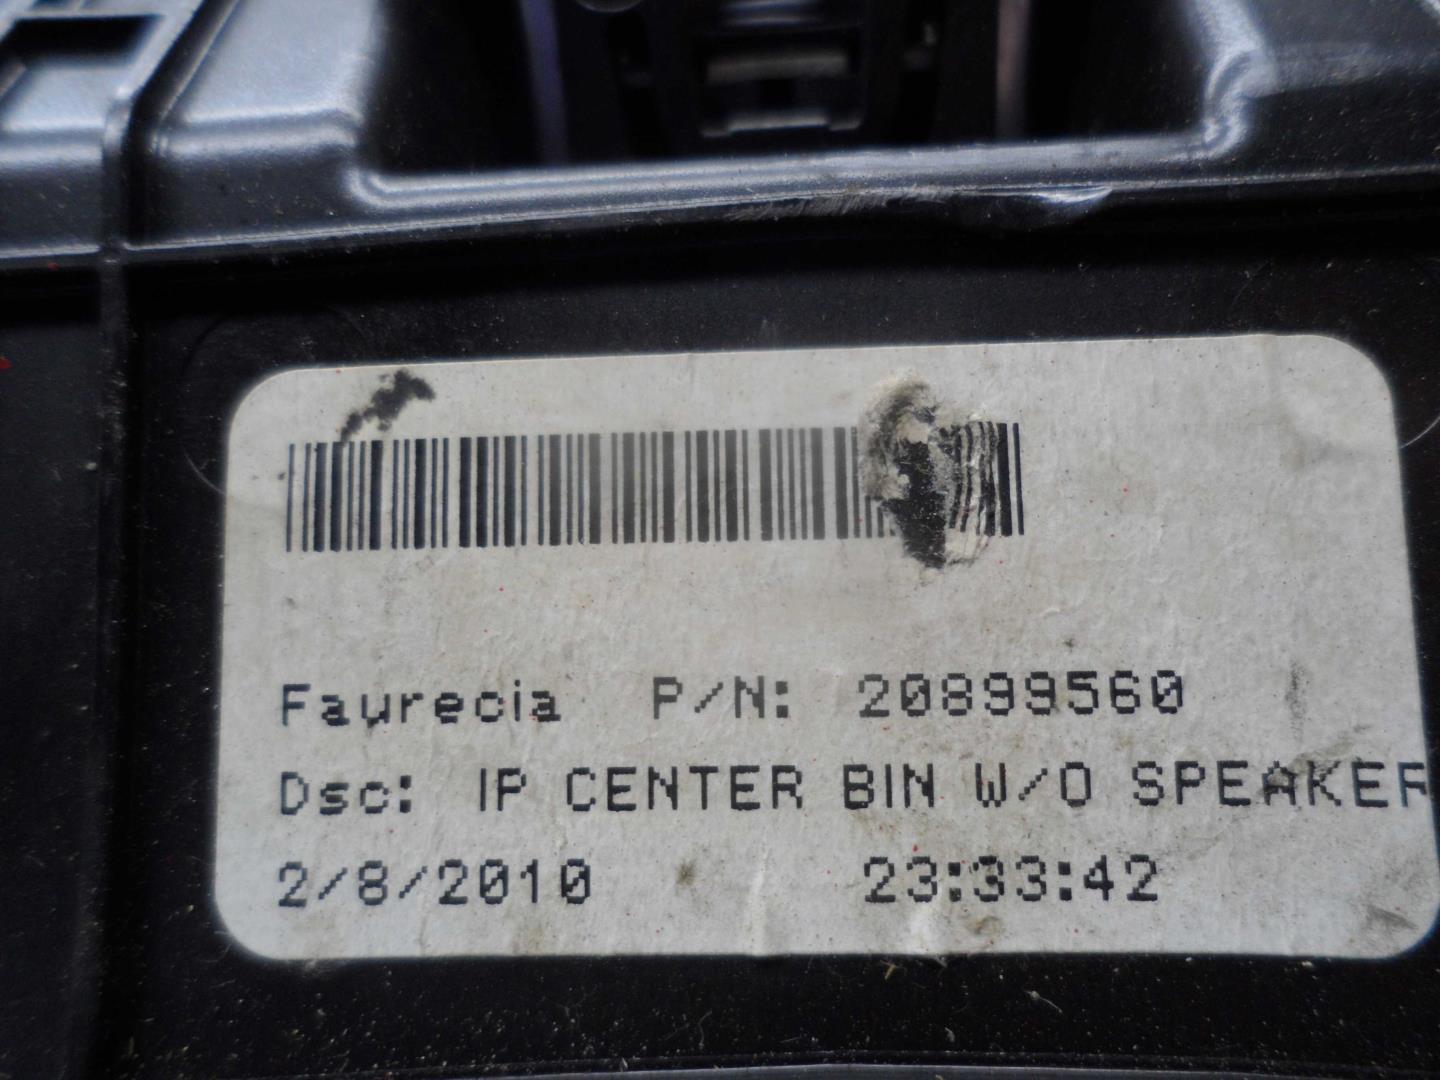 Faurecia P/N: 20899560
Dsc: IP CENTER BIN W/O SPEAKER
2/8/2010 23:33:42